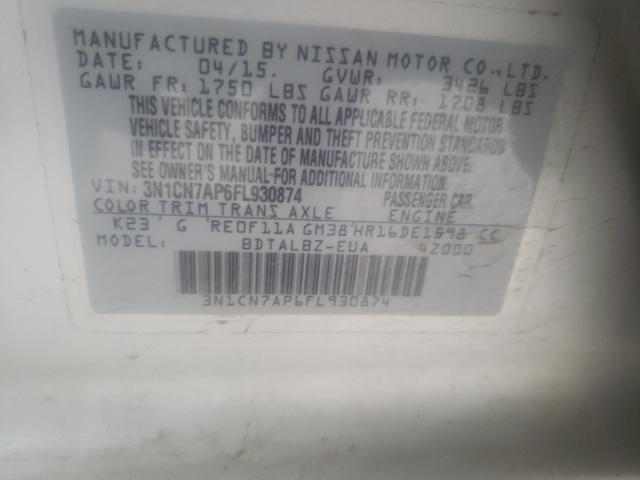 MANUFACTURED BY NISSAN MOTOR CO.,LTD.
DATE: 04/15. GVWR: 3426 LBS
GAWR FR: 1750 LBS GAWR RR: 1708 LBS
THIS VEHICLE CONFORMS TO ALL APPLICABLE FEDERAL MOTOR
VEHICLE SAFETY, BUMPER AND THEFT PREVENTION STANDARDS
IN EFFECT ON THE DATE OF MANUFACTURE SHOWN ABOVE.
SEE OWNER'S MANUAL FOR ADDITIONAL INFORMATION.
VIN: 3N1CN7AP6FL930874 PASSENGER CAR
COLOR TRIM TRANS AXLE ENGINE
K23 ' G 'RE0F11A GM38'HR16DE1598 CC
MODEL: BDTALBZ-EUA 4Z000
3N1CN7AP6FL930874